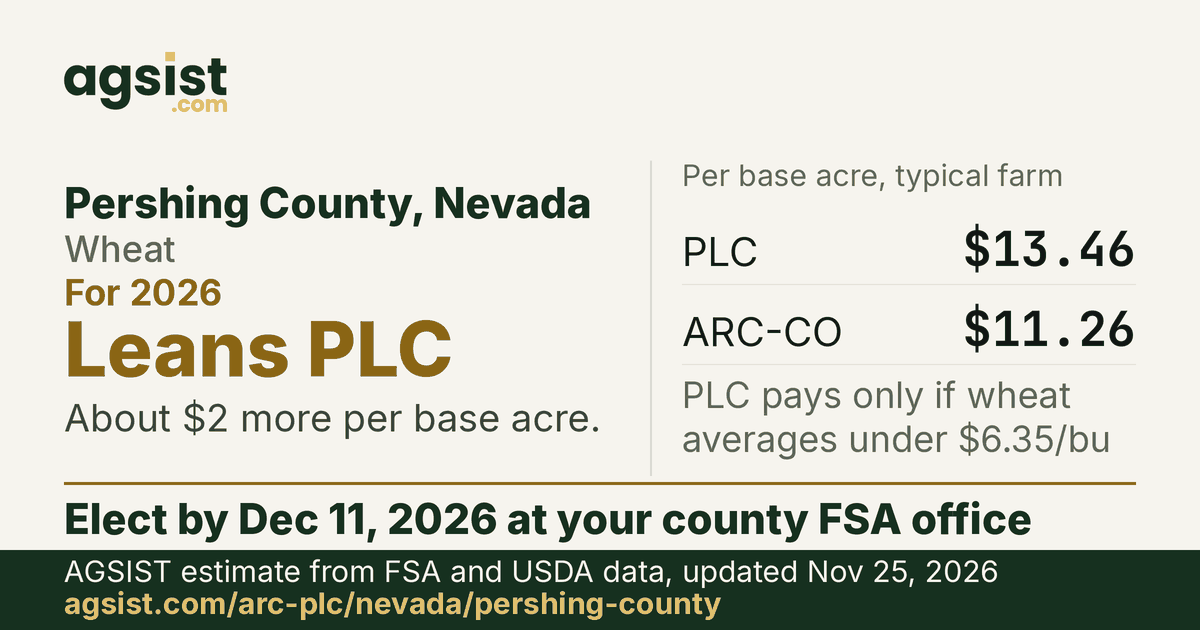 agsist
.com
Pershing County, Nevada
Wheat
For 2026
Leans PLC
About $2 more per base acre.
Per base acre, typical farm
PLC $13.46
ARC-CO $11.26
PLC pays only if wheat
averages under $6.35/bu
Elect by Dec 11, 2026 at your county FSA office
AGSIST estimate from FSA and USDA data, updated Nov 25, 2026
agsist.com/arc-plc/nevada/pershing-county